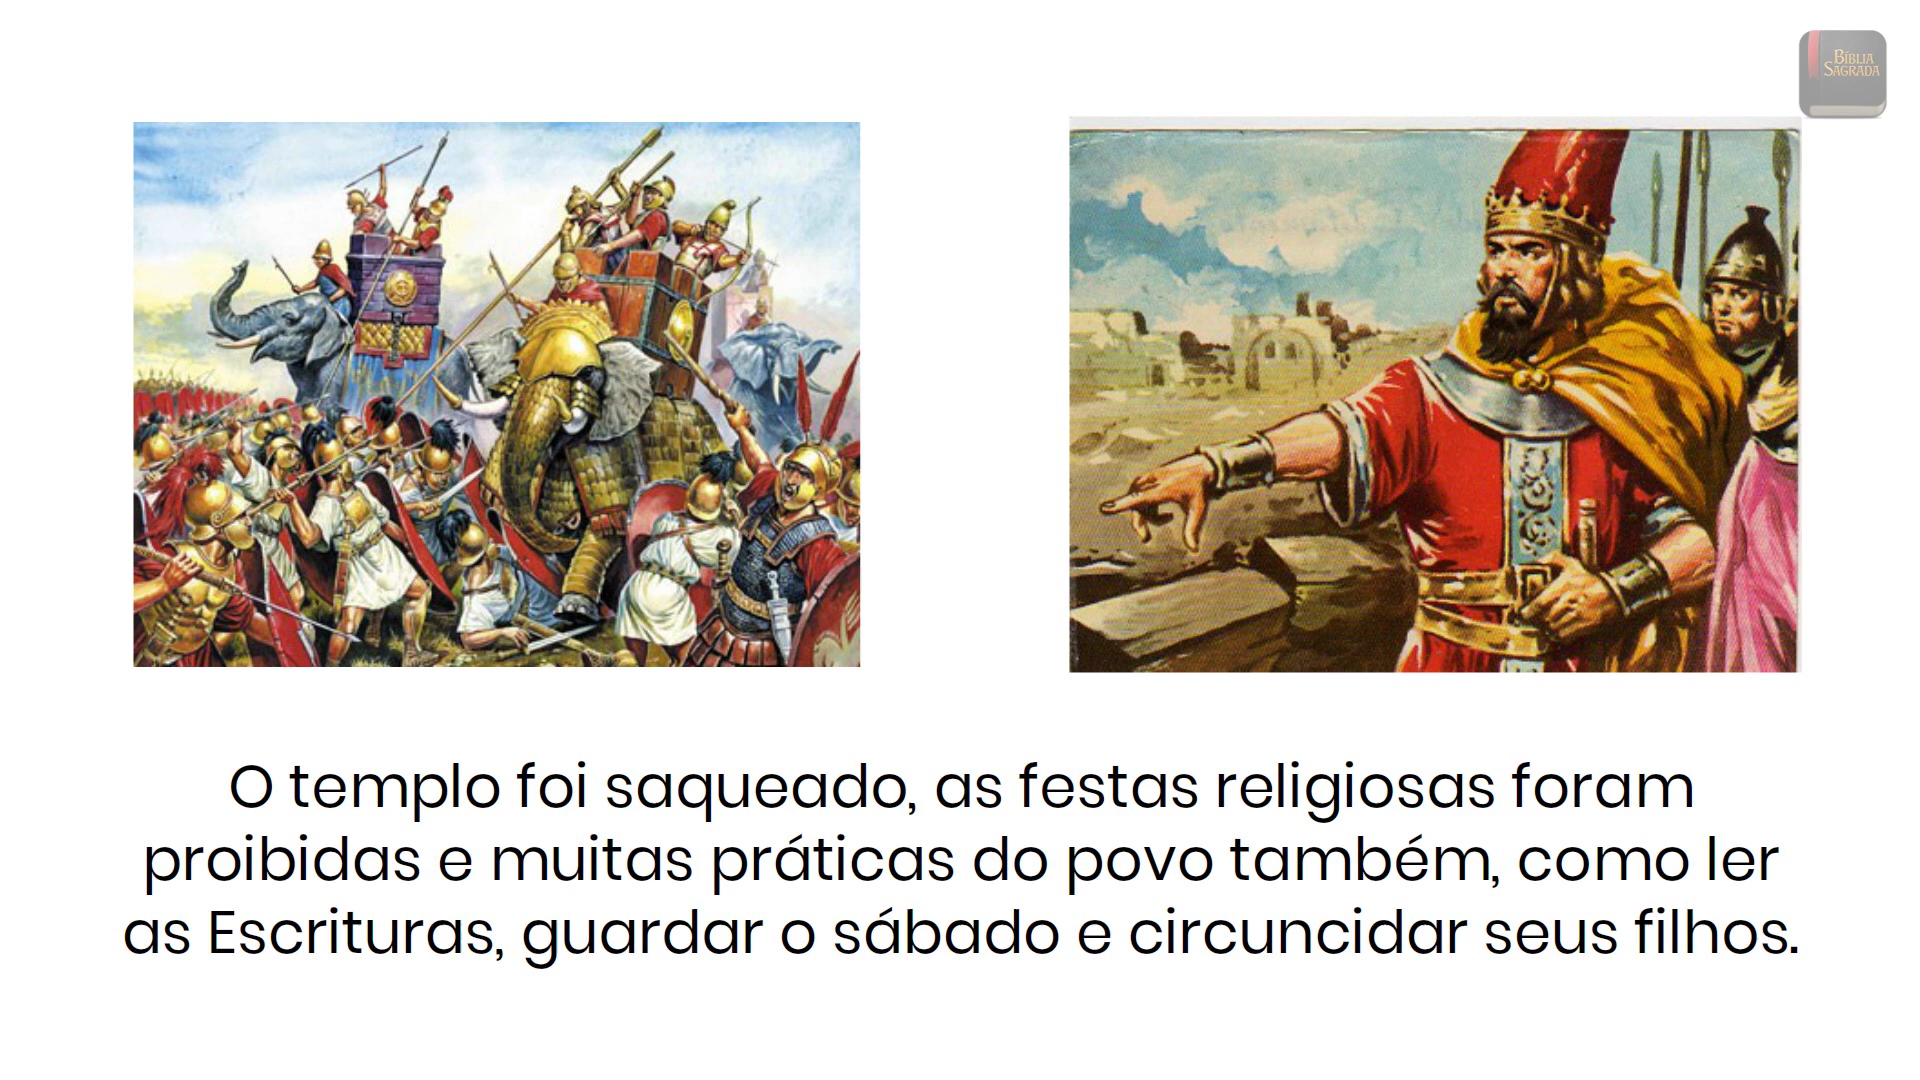 BÍBLIA
SAGRADA
O templo foi saqueado, as festas religiosas foram
proibidas e muitas práticas do povo também, como ler
as Escrituras, guardar o sábado e circuncidar seus filhos.